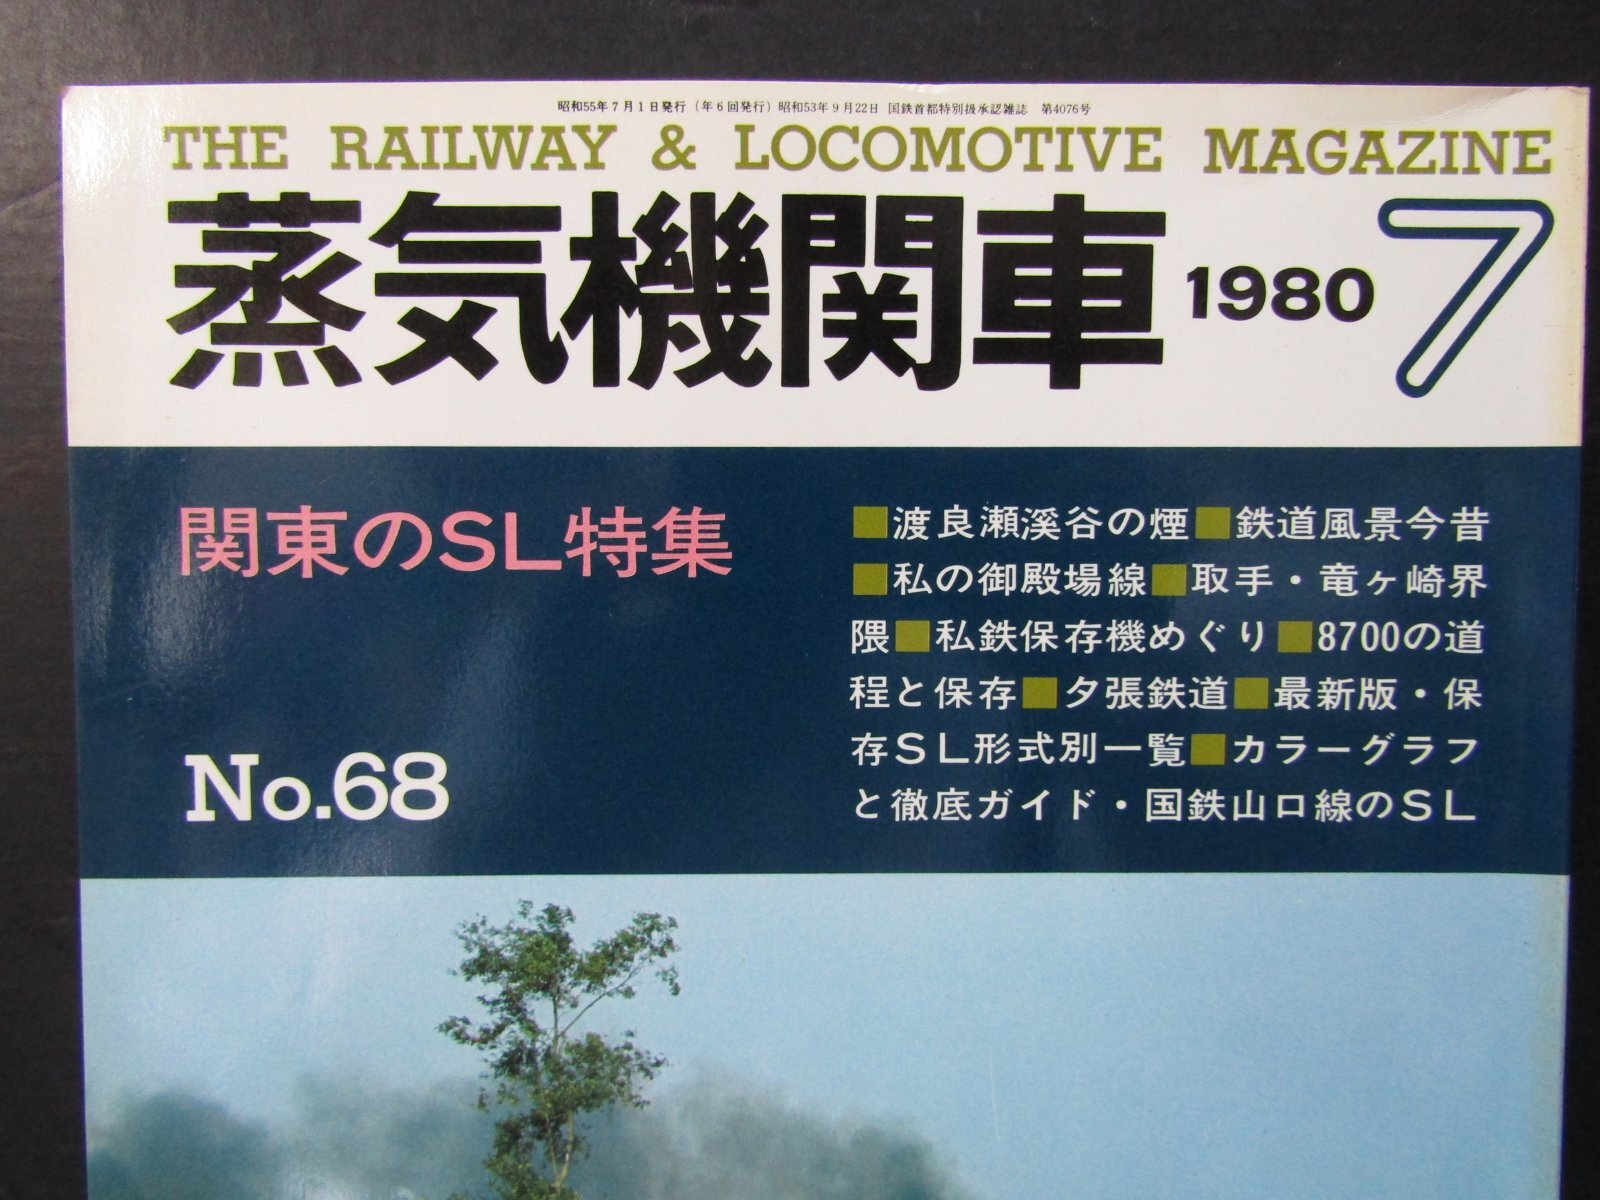 昭和55年7月1日発行（年6回発行）昭和53年9月22日 国鉄首都特別扱承認雑誌 第4076号
THE RAILWAY & LOCOMOTIVE MAGAZINE
蒸気機関車 1980 7
関東のSL特集
■渡良瀬渓谷の煙■鉄道風景今昔
■私の御殿場線■取手・竜ヶ崎界
隈■私鉄保存機めぐり■8700の道
程と保存■夕張鉄道■最新版・保
存SL形式別一覧■カラーグラフ
と徹底ガイド・国鉄山口線のSL
No.68